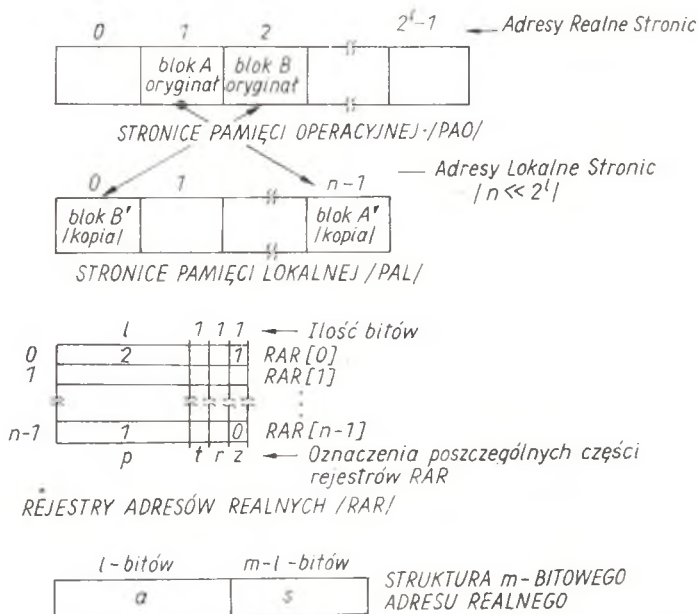 0 1 2 2^l-1 Adresy Realne Stronic
blok A blok B
oryginał oryginał
STRONICE PAMIĘCI OPERACYJNEJ /PAO/
0 1 n-1 Adresy Lokalne Stronic
/n << 2^l/
blok B' blok A'
/kopia/ /kopia/
STRONICE PAMIĘCI LOKALNEJ /PAL/
l 1 1 1 Ilość bitów
0 2 1 RAR[0]
1 RAR[1]
n-1 1 0 RAR[n-1]
p t r z Oznaczenia poszczególnych części
rejestrów RAR
REJESTRY ADRESÓW REALNYCH /RAR/
l-bitów m-l-bitów
a s STRUKTURA m-BITOWEGO
ADRESU REALNEGO